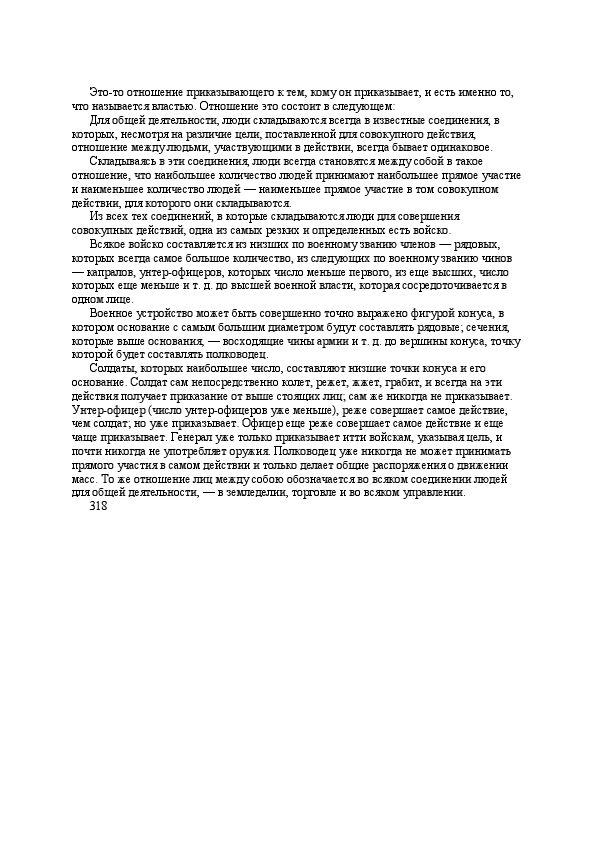 Это-то отношение приказывающего к тем, кому он приказывает, и есть именно то,
что называется властью. Отношение это состоит в следующем:
Для общей деятельности, люди складываются всегда в известные соединения, в
которых, несмотря на различие цели, поставленной для совокупного действия,
отношение между людьми, участвующими в действии, всегда бывает одинаковое.
Складываясь в эти соединения, люди всегда становятся между собой в такое
отношение, что наибольшее количество людей принимают наибольшее прямое участие
и наименьшее количество людей — наименьшее прямое участие в том совокупном
действии, для которого они складываются.
Из всех тех соединений, в которые складываются люди для совершения
совокупных действий, одна из самых резких и определенных есть войско.
Всякое войско составляется из низших по военному званию членов — рядовых,
которых всегда самое большое количество, из следующих по военному званию чинов
— капралов, унтер-офицеров, которых число меньше первого, из еще высших, число
которых еще меньше и т. д. до высшей военной власти, которая сосредоточивается в
одном лице.
Военное устройство может быть совершенно точно выражено фигурой конуса, в
котором основание с самым большим диаметром будут составлять рядовые; сечения,
которые выше основания, — восходящие чины армии и т. д. до вершины конуса, точку
которой будет составлять полководец.
Солдаты, которых наибольшее число, составляют низшие точки конуса и его
основание. Солдат сам непосредственно колет, режет, жжет, грабит, и всегда на эти
действия получает приказание от выше стоящих лиц; сам же никогда не приказывает.
Унтер-офицер (число унтер-офицеров уже меньше), реже совершает самое действие,
чем солдат; но уже приказывает. Офицер еще реже совершает самое действие и еще
чаще приказывает. Генерал уже только приказывает итти войскам, указывая цель, и
почти никогда не употребляет оружия. Полководец уже никогда не может принимать
прямого участия в самом действии и только делает общие распоряжения о движении
масс. То же отношение лиц между собою обозначается во всяком соединении людей
для общей деятельности, — в земледелии, торговле и во всяком управлении.
318